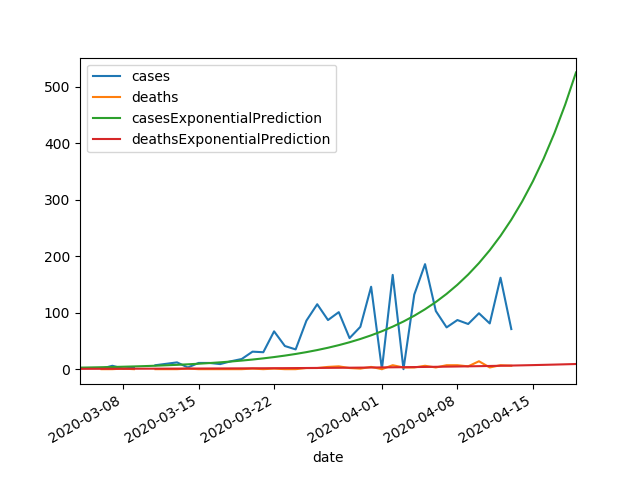 cases
deaths
casesExponentialPrediction
deathsExponentialPrediction
500
400
300
200
100
0
2020-03-08
2020-03-15
2020-03-22
2020-04-01
2020-04-08
2020-04-15
date